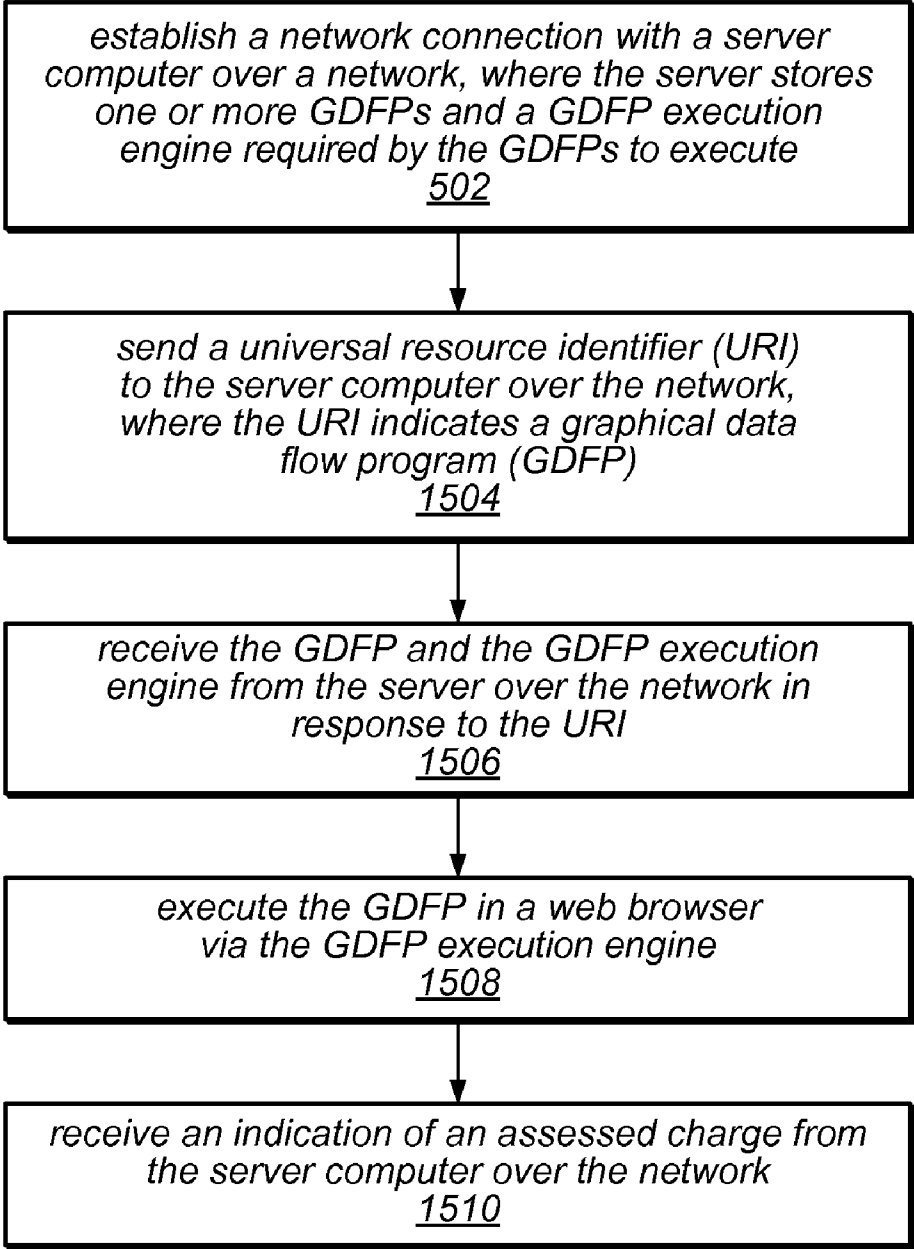 establish a network connection with a server
computer over a network, where the server stores
one or more GDFPs and a GDFP execution
engine required by the GDFPs to execute
502
send a universal resource identifier (URI)
to the server computer over the network,
where the URI indicates a graphical data
flow program (GDFP)
1504
receive the GDFP and the GDFP execution
engine from the server over the network in
response to the URI
1506
execute the GDFP in a web browser
via the GDFP execution engine
1508
receive an indication of an assessed charge from
the server computer over the network
1510